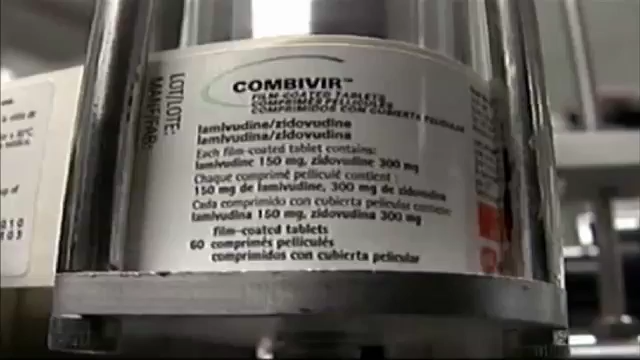 LOT/LOTE:
MANF/FAB:
COMBIVIR™
FILM-COATED TABLETS
COMPRIMÉS PELLICULÉS
COMPRIMIDOS CON CUBIERTA PELICULAR
lamivudine/zidovudine
lamivudina/zidovudina
Each film-coated tablet contains:
lamivudine 150 mg, zidovudine 300 mg
Chaque comprimé pelliculé contient :
150 mg de lamivudine, 300 mg de zidovudine
Cada comprimido con cubierta pelicular contiene
lamivudina 150 mg, zidovudina 300 mg
film-coated tablets
60 comprimés pelliculés
comprimidos con cubierta pelicular